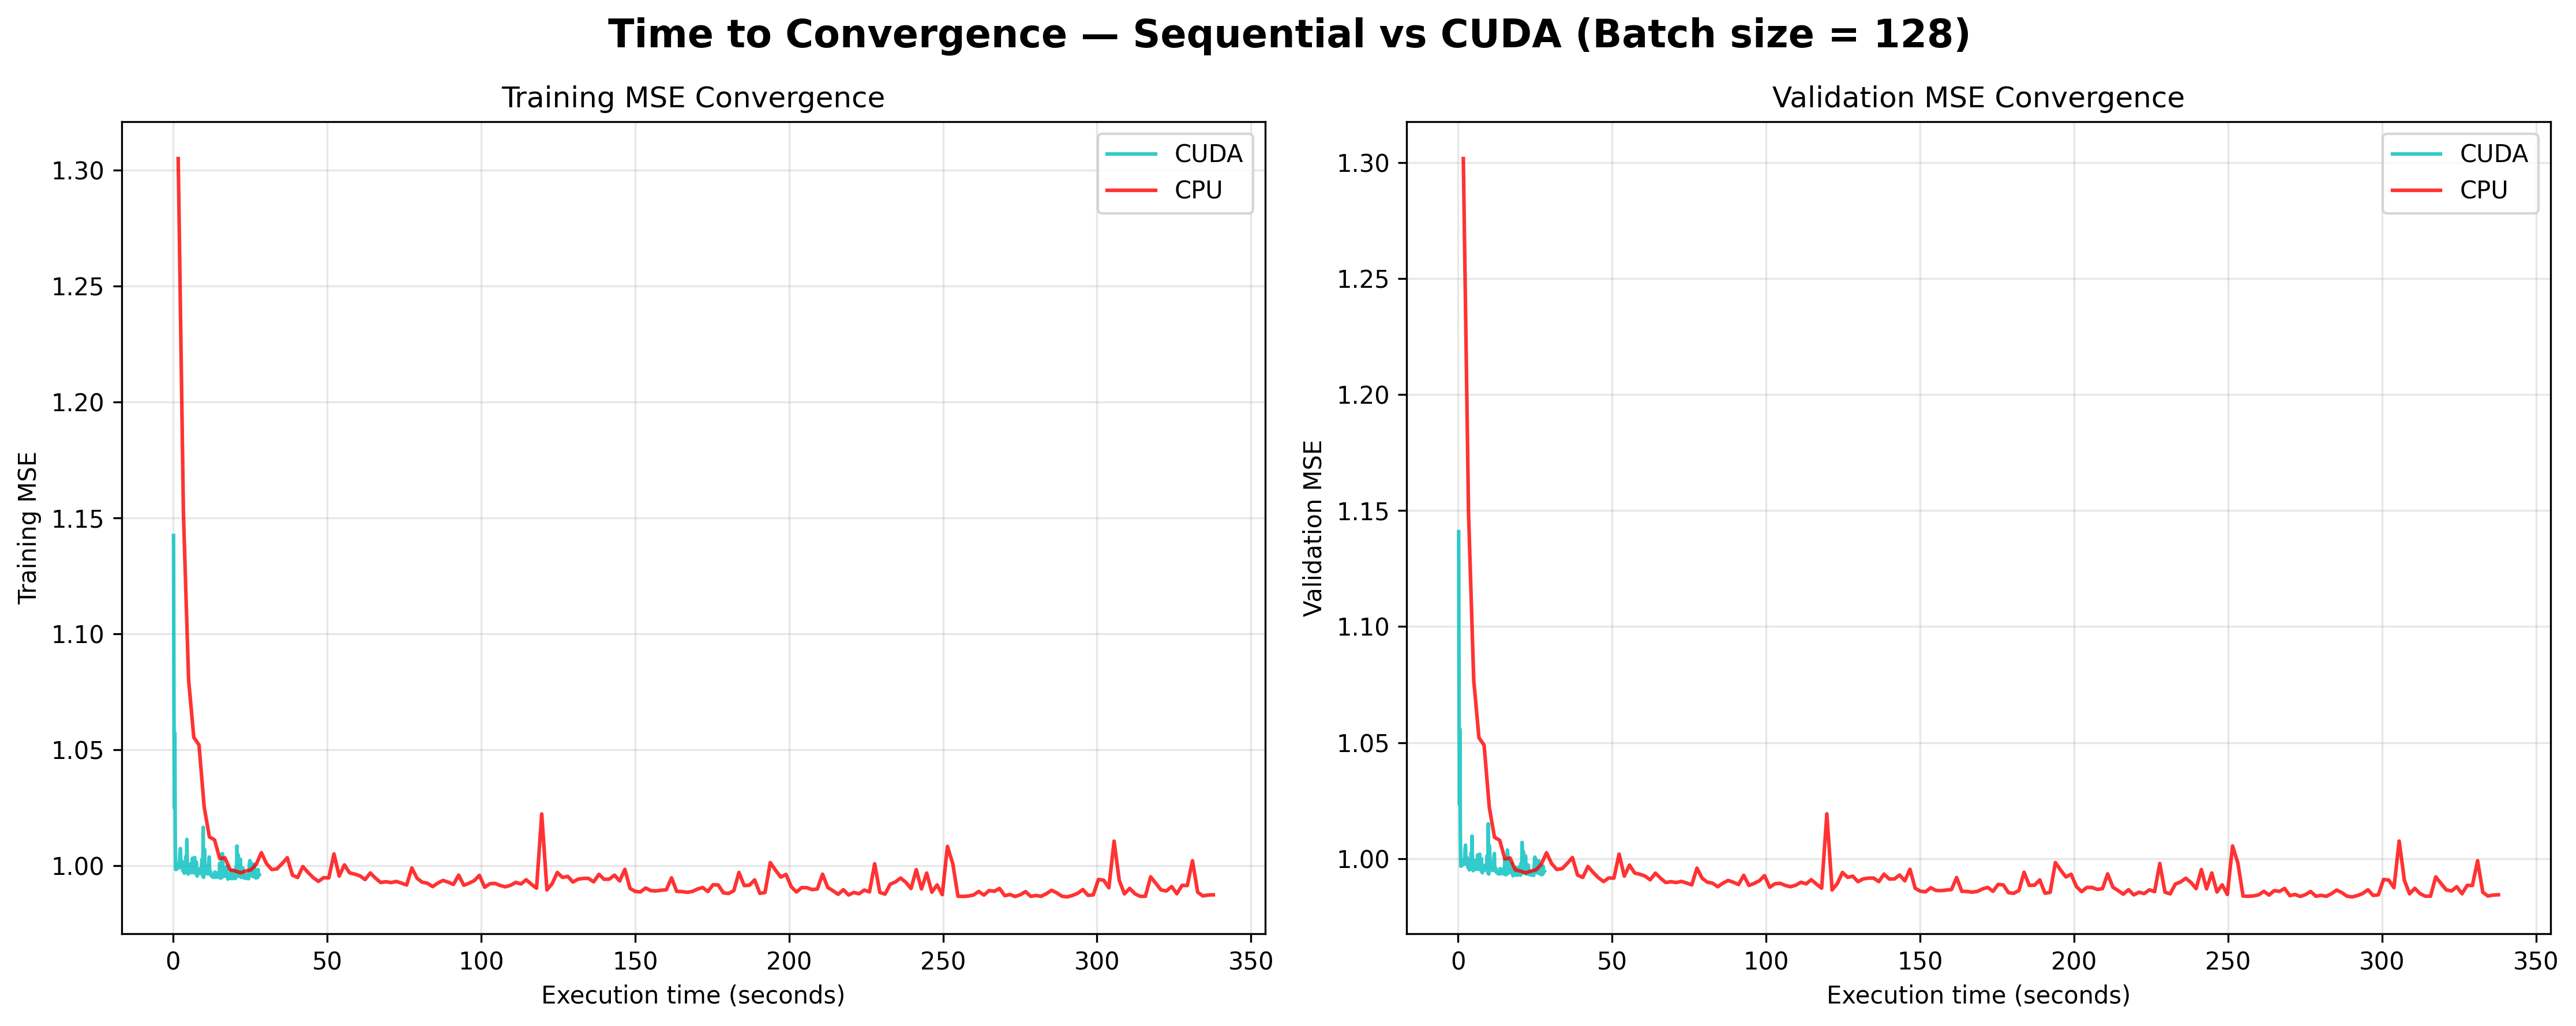 Time to Convergence — Sequential vs CUDA (Batch size = 128)
Training MSE Convergence
1.30
1.25
1.20
1.15
1.10
1.05
1.00
Training MSE
0 50 100 150 200 250 300 350
Execution time (seconds)
CUDA
CPU
Validation MSE Convergence
1.30
1.25
1.20
1.15
1.10
1.05
1.00
Validation MSE
0 50 100 150 200 250 300 350
Execution time (seconds)
CUDA
CPU